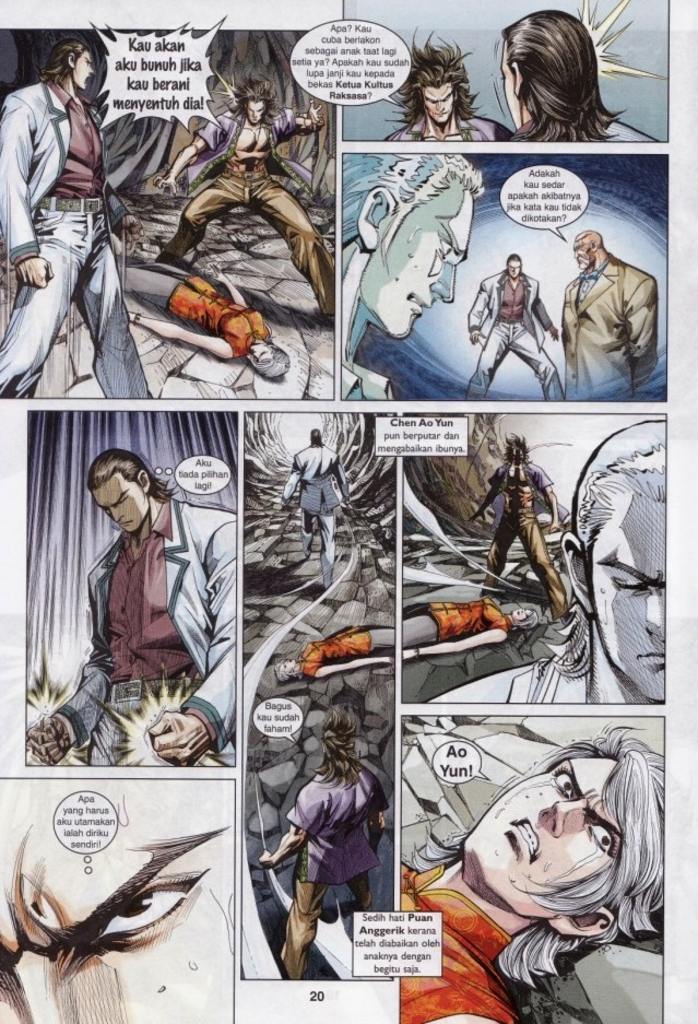 Kau akan
aku bunuh jika
kau berani
menyentuh dia!
Apa? Kau
cuba berlakon
sebagai anak taat lagi
setia ya? Apakah kau sudah
lupa janji kau kepada
bekas Ketua Kultus
Raksasa?
Adakah
kau sedar
apakah akibatnya
jika kata kau tidak
dikotakan?
Aku
tiada pilihan
lagi!
Apa
yang harus
aku utamakan
ialah diriku
sendiri!
Chen Ao Yun
pun berputar dan
mengabaikan ibunya.
Bagus
kau sudah
faham!
Ao
Yun!
Sedih hati Puan
Anggerik kerana
telah diabaikan oleh
anaknya dengan
begitu saja.
20